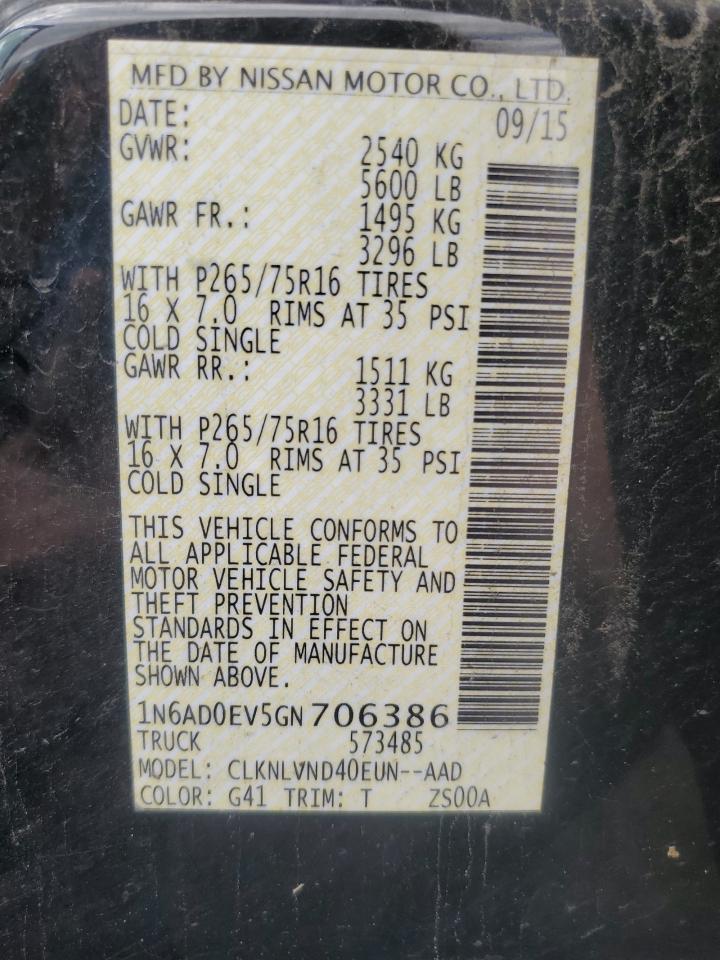 MFD BY NISSAN MOTOR CO., LTD.
DATE: 09/15
GVWR: 2540 KG
5600 LB
GAWR FR.: 1495 KG
3296 LB
WITH P265/75R16 TIRES
16 X 7.0 RIMS AT 35 PSI
COLD SINGLE
GAWR RR.: 1511 KG
3331 LB
WITH P265/75R16 TIRES
16 X 7.0 RIMS AT 35 PSI
COLD SINGLE
THIS VEHICLE CONFORMS TO
ALL APPLICABLE FEDERAL
MOTOR VEHICLE SAFETY AND
THEFT PREVENTION
STANDARDS IN EFFECT ON
THE DATE OF MANUFACTURE
SHOWN ABOVE.
1N6AD0EV5GN706386
TRUCK 573485
MODEL: CLKNLVND40EUN--AAD
COLOR: G41 TRIM: T ZS00A